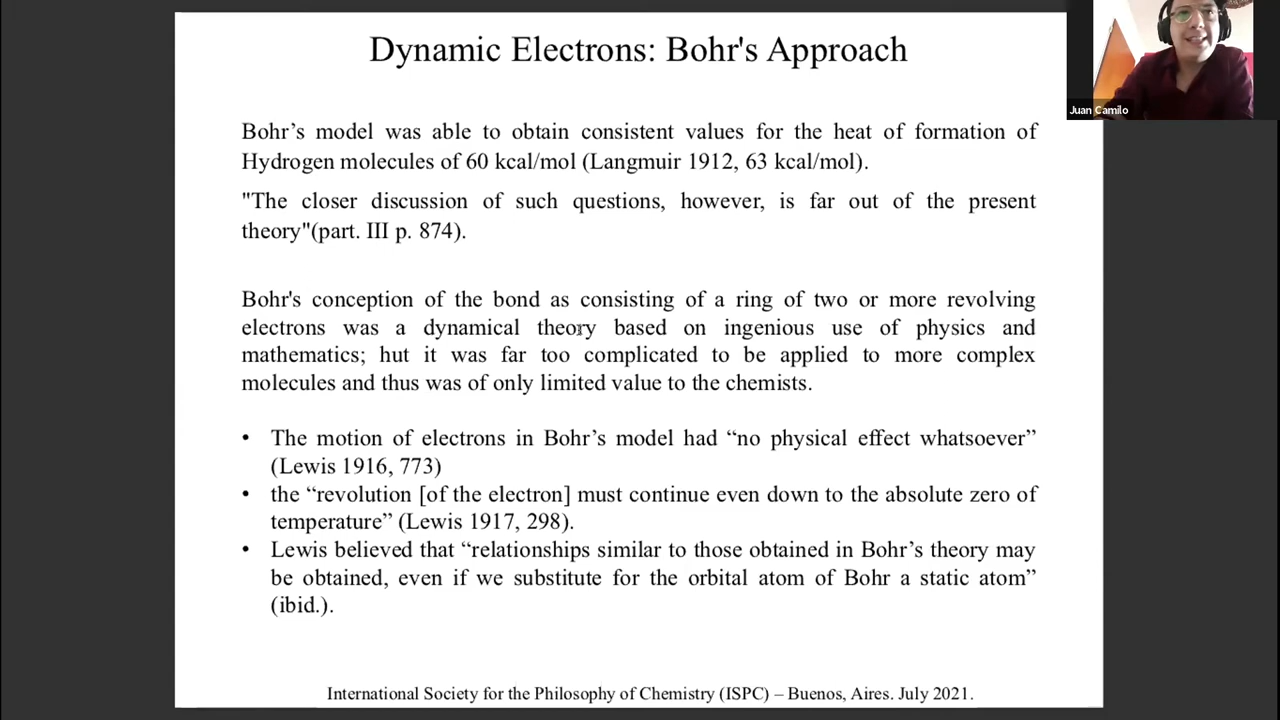 Dynamic Electrons: Bohr's Approach
Juan Camilo
Bohr’s model was able to obtain consistent values for the heat of formation of
Hydrogen molecules of 60 kcal/mol (Langmuir 1912, 63 kcal/mol).
"The closer discussion of such questions, however, is far out of the present
theory"(part. III p. 874).
Bohr's conception of the bond as consisting of a ring of two or more revolving
electrons was a dynamical theory based on ingenious use of physics and
mathematics; hut it was far too complicated to be applied to more complex
molecules and thus was of only limited value to the chemists.
• The motion of electrons in Bohr’s model had “no physical effect whatsoever”
(Lewis 1916, 773)
• the “revolution [of the electron] must continue even down to the absolute zero of
temperature” (Lewis 1917, 298).
• Lewis believed that “relationships similar to those obtained in Bohr’s theory may
be obtained, even if we substitute for the orbital atom of Bohr a static atom”
(ibid.).
International Society for the Philosophy of Chemistry (ISPC) – Buenos, Aires. July 2021.